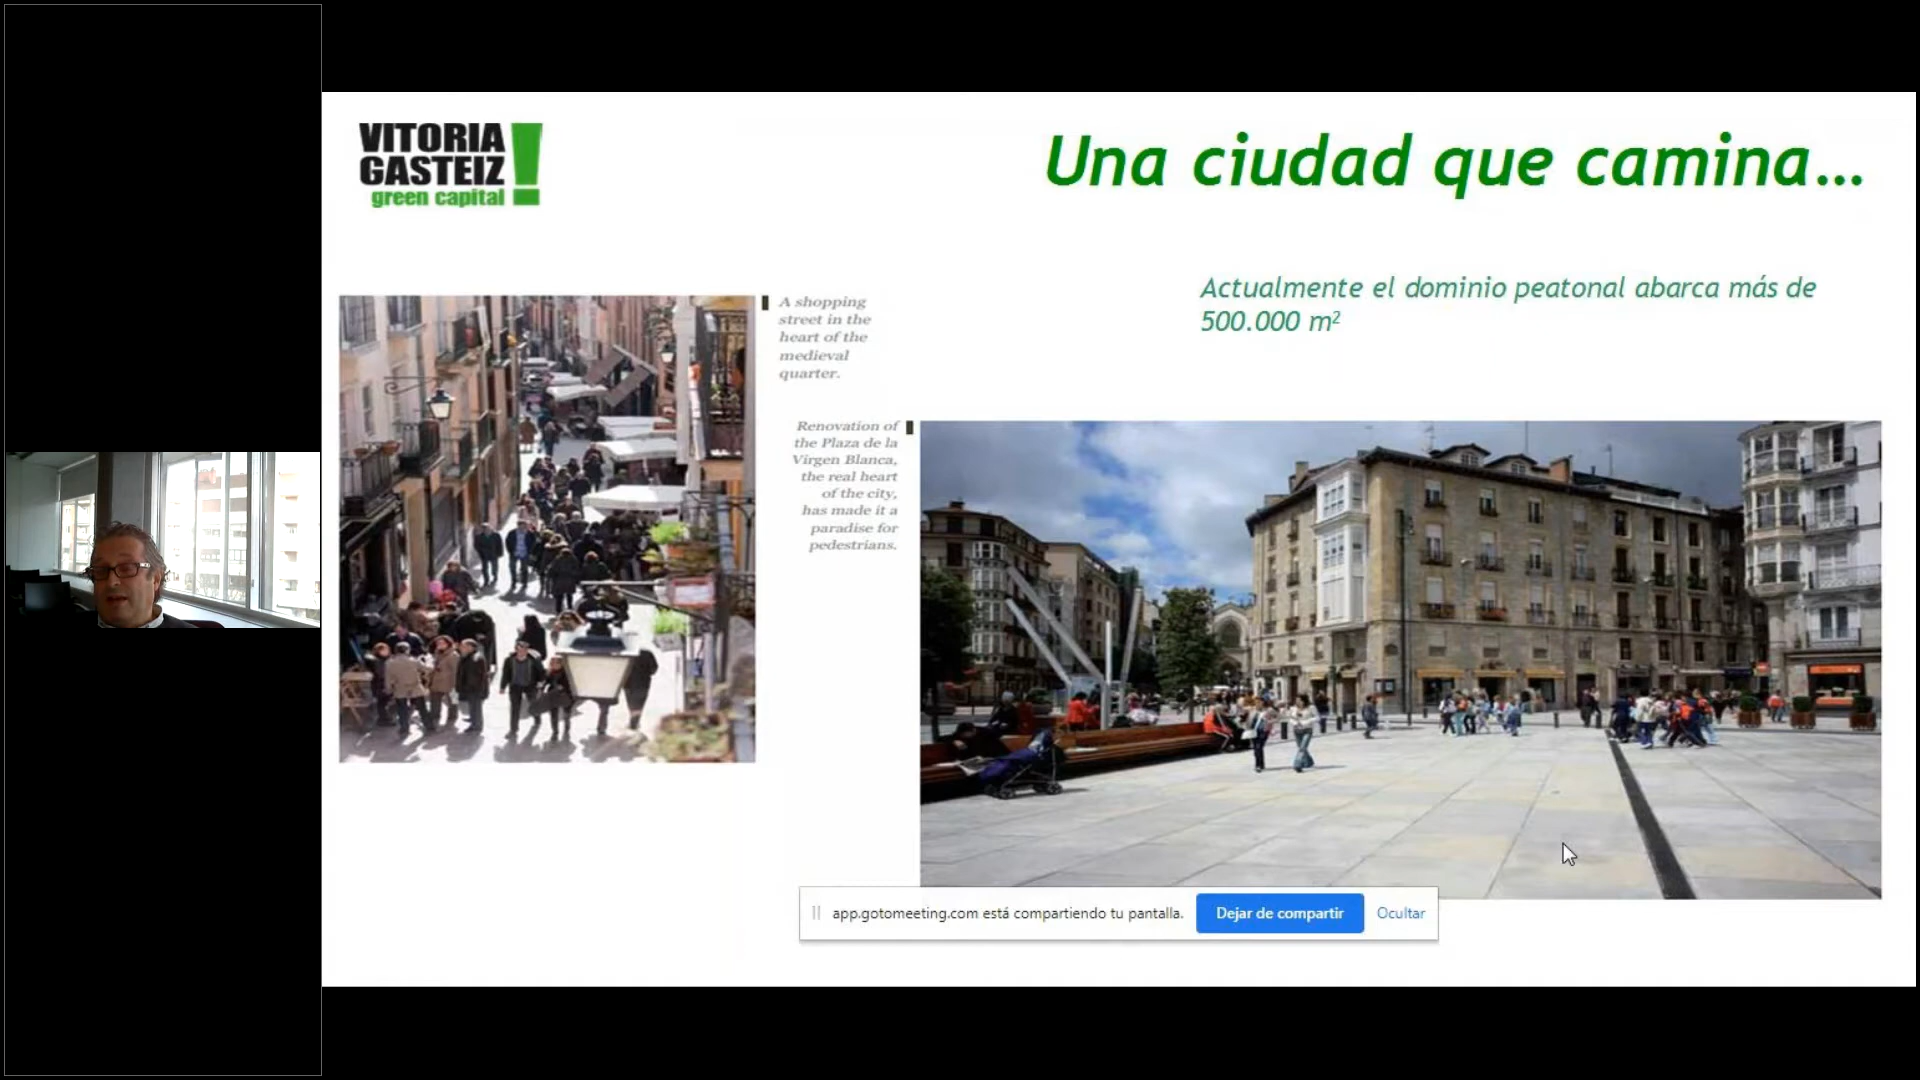 VITORIA
GASTEIZ
green capital
Una ciudad que camina...
Actualmente el dominio peatonal abarca más de
500.000 m²
A shopping
street in the
heart of the
medieval
quarter.
Renovation of
the Plaza de la
Virgen Blanca,
the real heart
of the city,
has made it a
paradise for
pedestrians.
app.gotomeeting.com está compartiendo tu pantalla.
Dejar de compartir
Ocultar